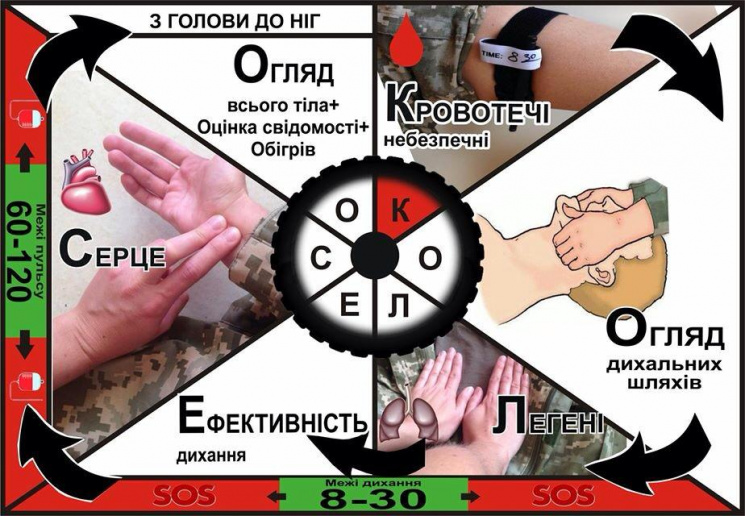 З ГОЛОВИ ДО НІГ
ОГЛЯД
ВСЬОГО ТІЛА+
ОЦІНКА СВІДОМОСТІ+
ОБІГРІВ
TIME: 8 30
КРОВОТЕЧІ
НЕБЕЗПЕЧНІ
О К
С О
Е Л
СЕРЦЕ
Межі пульсу
60-120
ОГЛЯД
ДИХАЛЬНИХ
ШЛЯХІВ
ЕФЕКТИВНІСТЬ
ДИХАННЯ
ЛЕГЕНІ
SOS
Межі дихання
8-30
SOS